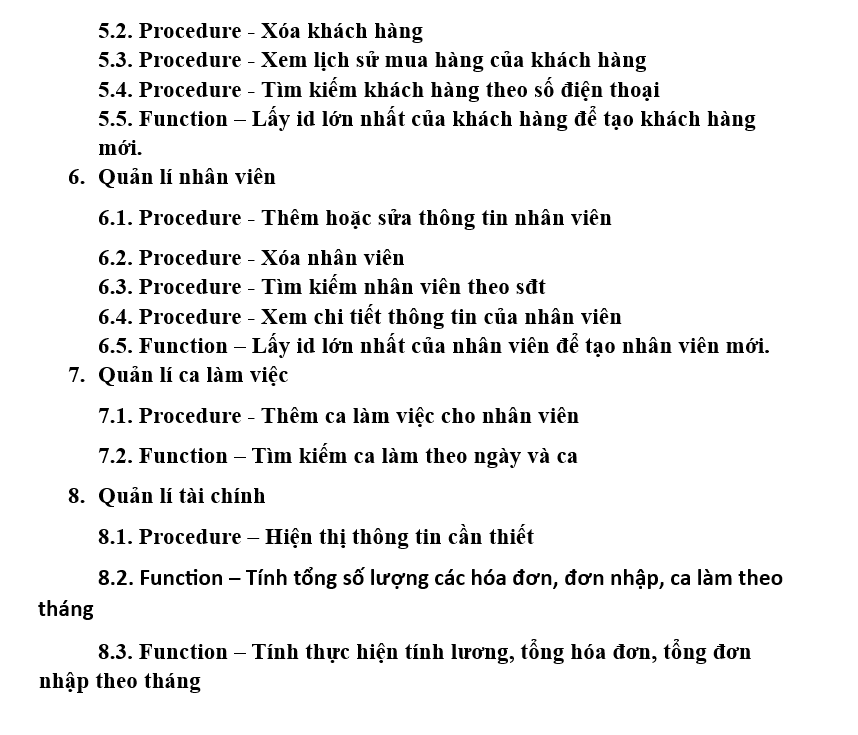 5.2. Procedure - Xóa khách hàng
5.3. Procedure - Xem lịch sử mua hàng của khách hàng
5.4. Procedure - Tìm kiếm khách hàng theo số điện thoại
5.5. Function – Lấy id lớn nhất của khách hàng để tạo khách hàng
mới.
6. Quản lí nhân viên
6.1. Procedure - Thêm hoặc sửa thông tin nhân viên
6.2. Procedure - Xóa nhân viên
6.3. Procedure - Tìm kiếm nhân viên theo sđt
6.4. Procedure - Xem chi tiết thông tin của nhân viên
6.5. Function – Lấy id lớn nhất của nhân viên để tạo nhân viên mới.
7. Quản lí ca làm việc
7.1. Procedure - Thêm ca làm việc cho nhân viên
7.2. Function – Tìm kiếm ca làm theo ngày và ca
8. Quản lí tài chính
8.1. Procedure – Hiện thị thông tin cần thiết
8.2. Function – Tính tổng số lượng các hóa đơn, đơn nhập, ca làm theo
tháng
8.3. Function – Tính thực hiện tính lương, tổng hóa đơn, tổng đơn
nhập theo tháng